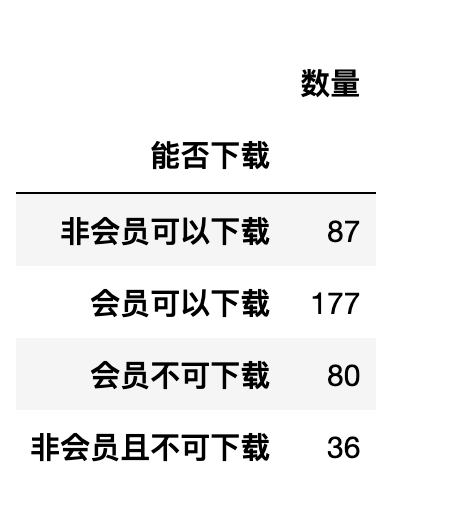 数量
能否下载
非会员可以下载 87
会员可以下载 177
会员不可下载 80
非会员且不可下载 36